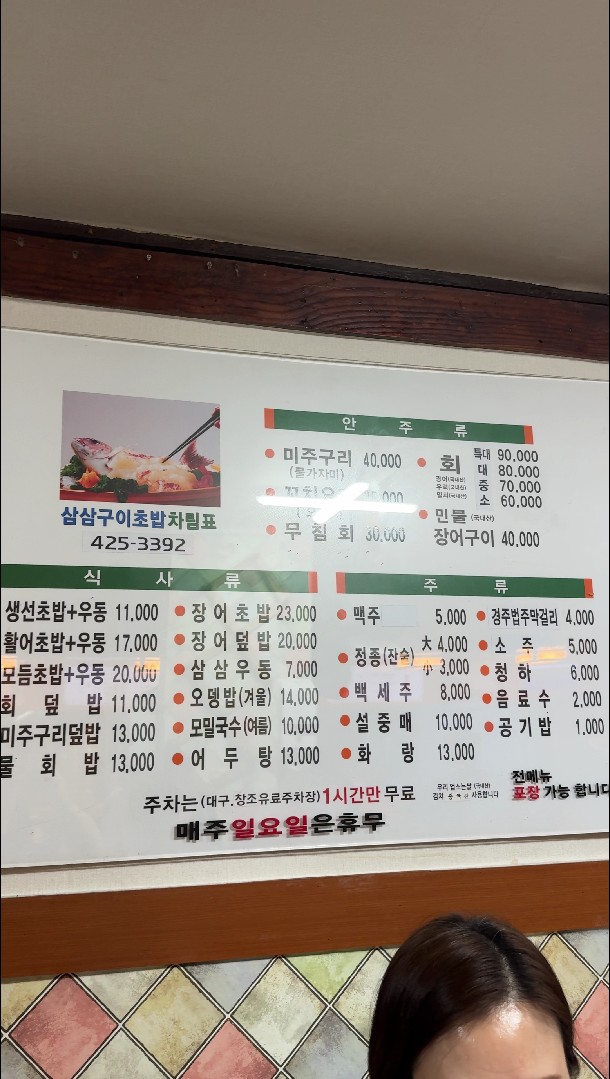 안 주 류
미주구리 40,000
(물가자미)
무 침 회 30,000
회 특대 90,000
대 80,000
중 70,000
소 60,000
민물 (국내산)
장어구이 40,000
삼삼구이초밥차림표
425-3392
식 사 류
생선초밥+우동 11,000
활어초밥+우동 17,000
모듬초밥+우동 20,000
회 덮 밥 11,000
미주구리덮밥 13,000
물 회 밥 13,000
장 어 초 밥 23,000
장 어 덮 밥 20,000
삼 삼 우 동 7,000
오뎅밥(겨울) 14,000
모밀국수(여름) 10,000
어 두 탕 13,000
주 류
맥주 5,000
정종(잔술) 大 4,000
小 3,000
백 세 주 8,000
설 중 매 10,000
화 랑 13,000
경주법주막걸리 4,000
소 주 5,000
청 하 6,000
음 료 수 2,000
공 기 밥 1,000
주차는(대구.창조유료주차장)1시간만 무료
매주일요일은휴무
전메뉴
포장 가능 합니다